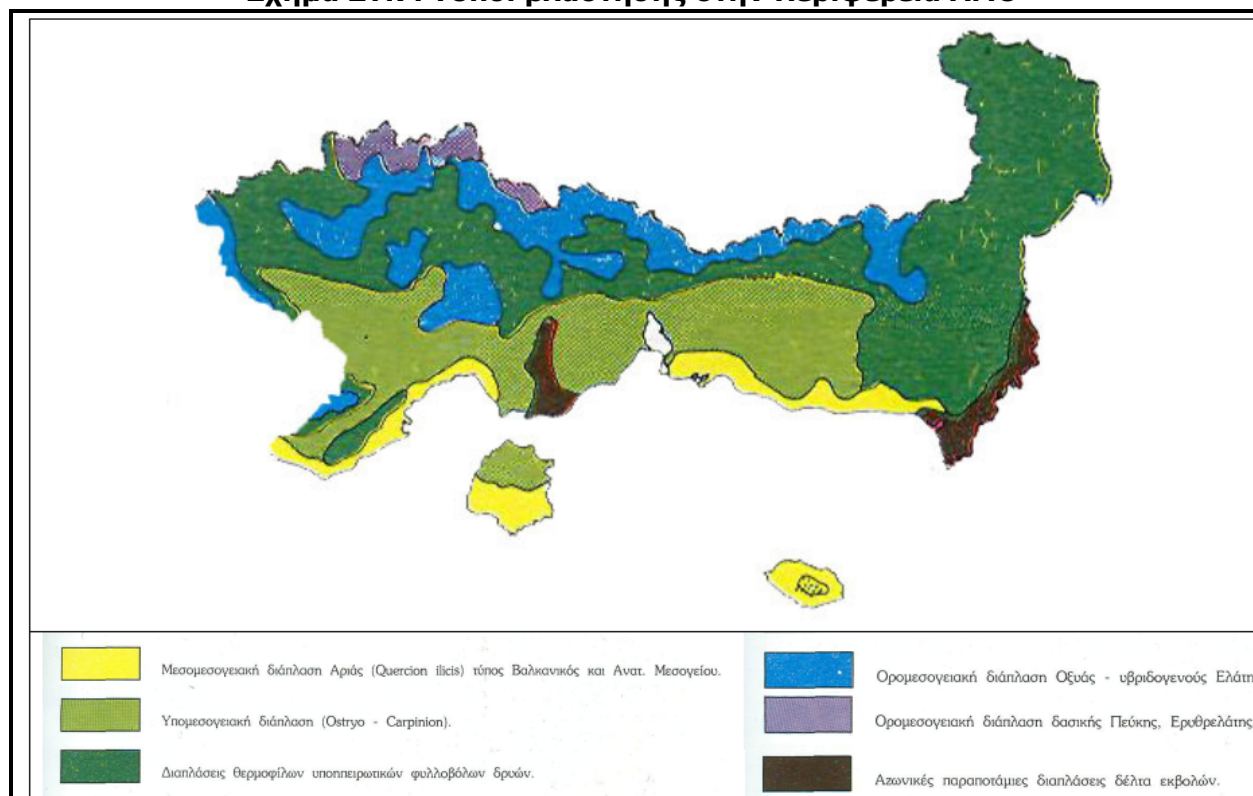 Μεσομεσογειακή διάπλαση Αριάς (Quercion ilicis) τύπος Βαλκανικός και Ανατ. Μεσογείου.
Υπομεσογειακή διάπλαση (Ostryo - Carpinion).
Διαπλάσεις θερμοφίλων υποηπειρωτικών φυλλοβόλων δρυών.
Ορομεσογειακή διάπλαση Οξυάς - υβριδογενούς Ελάτη
Ορομεσογειακή διάπλαση δασικής Πεύκης, Ερυθρελάτης
Αζωνικές παραποτάμιες διαπλάσεις δέλτα εκβολών.